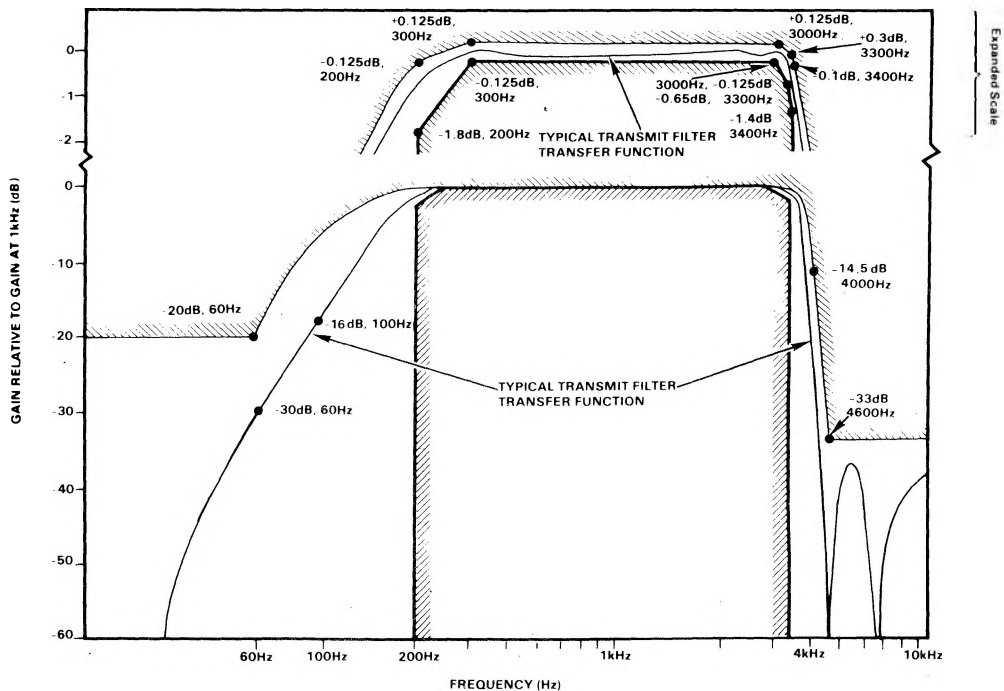 +0.125dB,
300Hz
+0.125dB,
3000Hz
+0.3dB,
3300Hz
-0.125dB,
200Hz
-0.125dB,
300Hz
3000Hz, -0.125dB
-0.65dB, 3300Hz
-0.1dB, 3400Hz
-1.4dB
3400Hz
-1.8dB, 200Hz
TYPICAL TRANSMIT FILTER
TRANSFER FUNCTION
Expanded Scale
0
-1
-2
GAIN RELATIVE TO GAIN AT 1kHz (dB)
0
-10
-20
-30
-40
-50
-60
-20dB, 60Hz
-16dB, 100Hz
-30dB, 60Hz
TYPICAL TRANSMIT FILTER
TRANSFER FUNCTION
-14.5dB
4000Hz
-33dB
4600Hz
60Hz 100Hz 200Hz 1kHz 4kHz 10kHz
FREQUENCY (Hz)